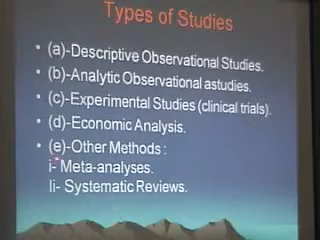 Types of Studies
• (a)-Descriptive Observational Studies.
• (b)-Analytic Observational astudies.
• (c)-Experimental Studies (clinical trials).
• (d)-Economic Analysis.
• (e)-Other Methods :
i- Meta-analyses.
Ii- Systematic Reviews.